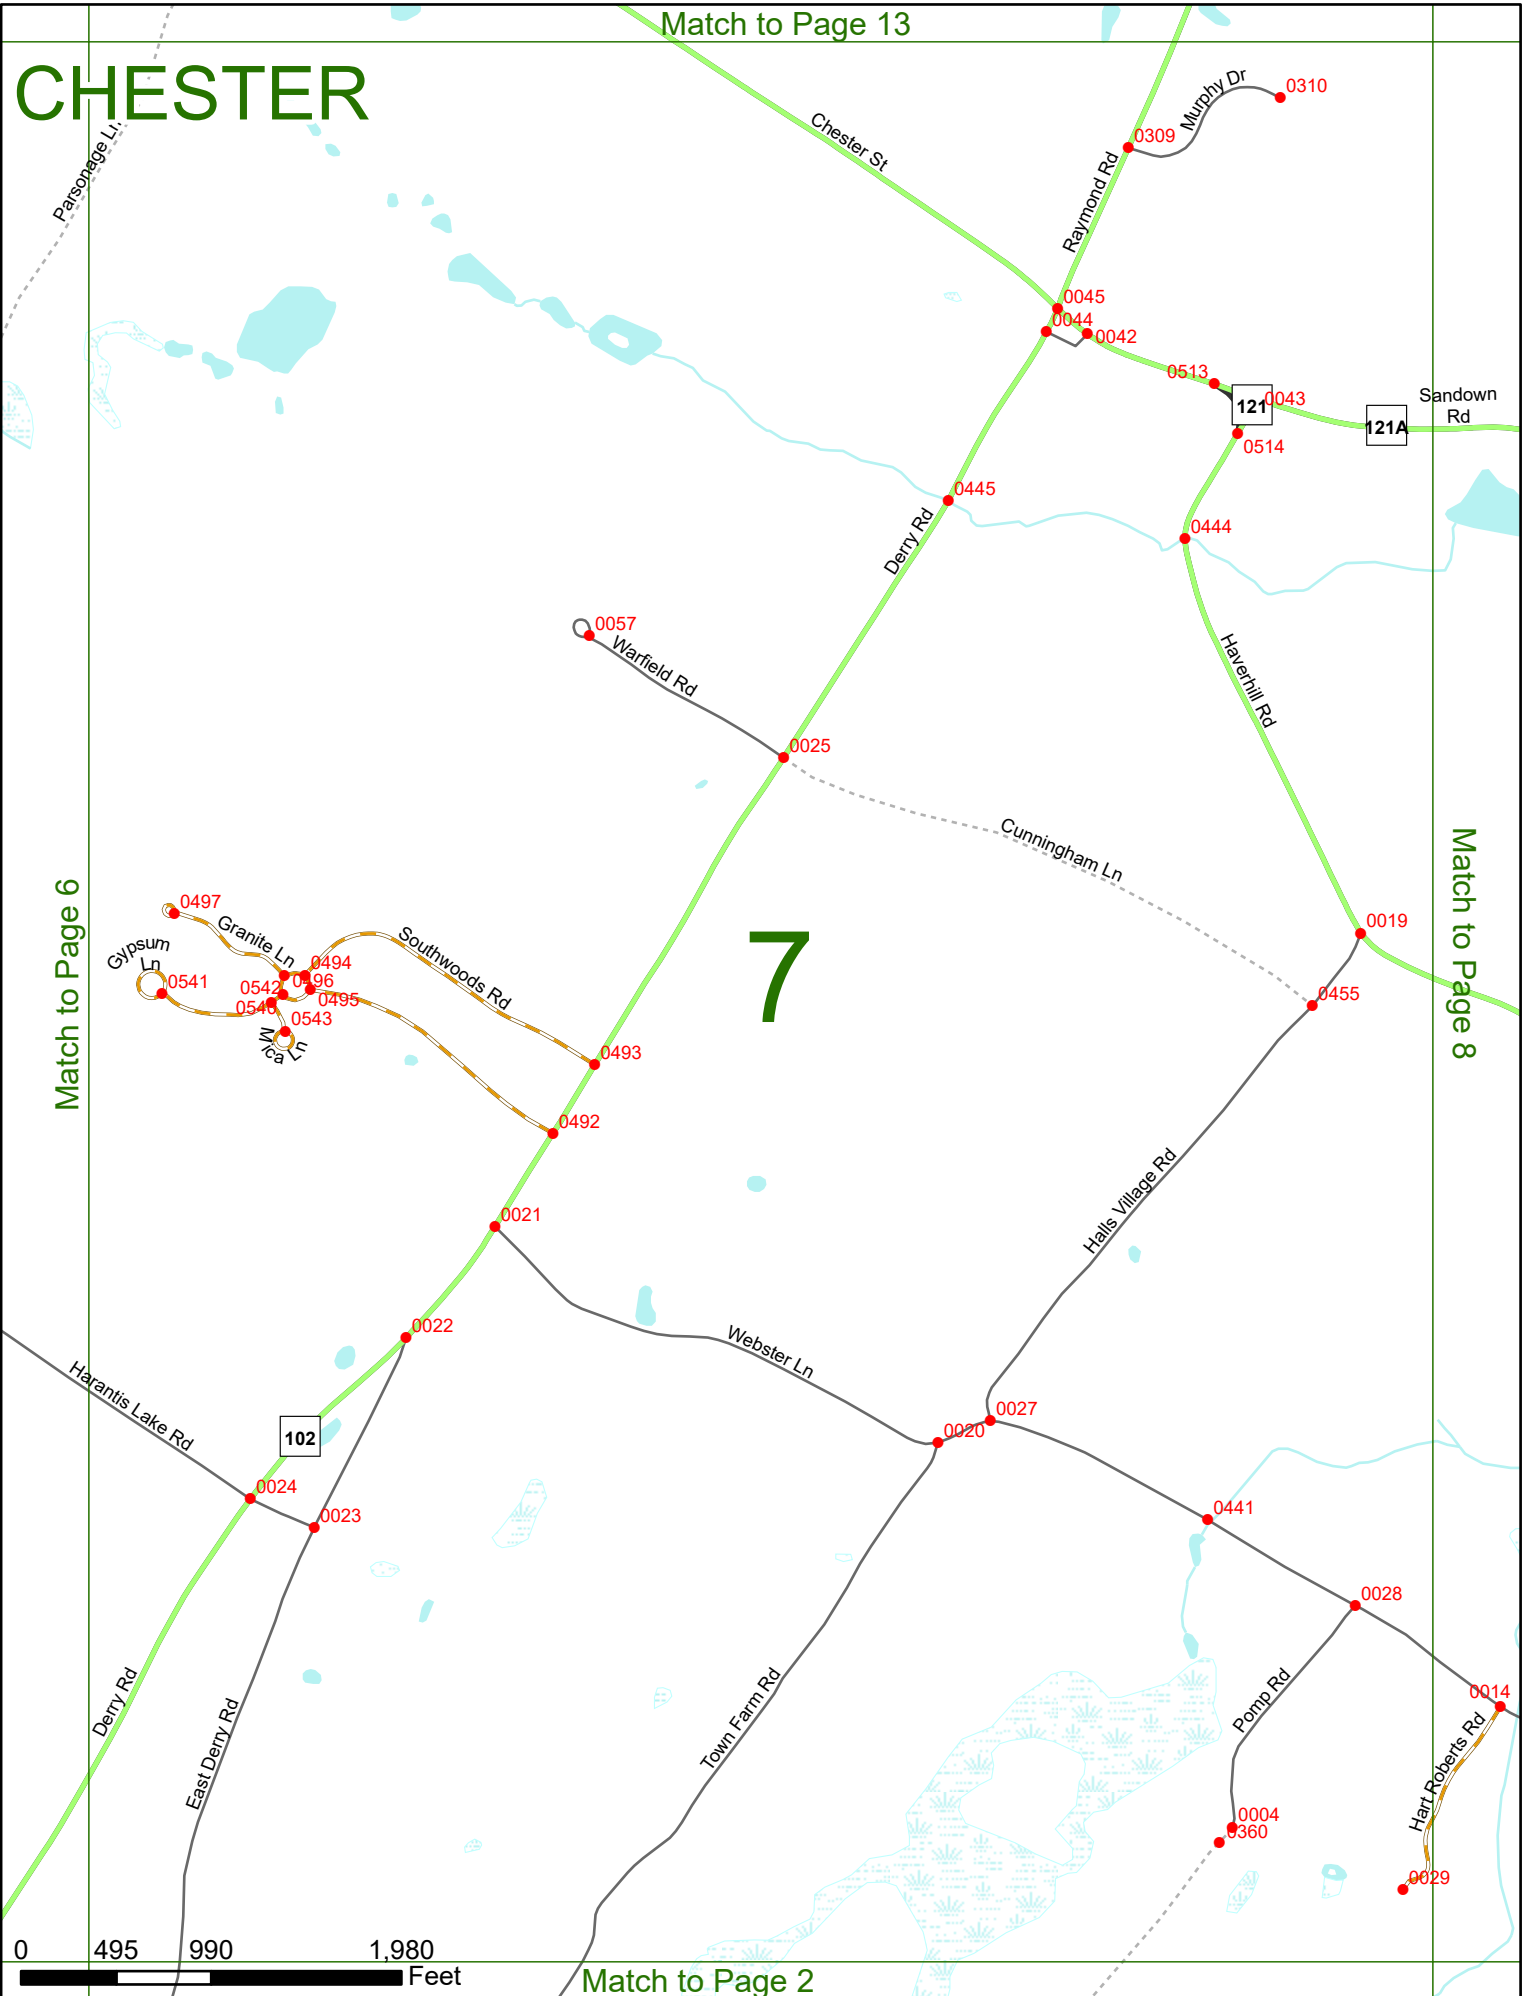 Match to Page 13
CHESTER
Murphy Dr
0310
Chester St
0309
Parsonage Ln
Raymond Rd
0045
0044
0042
0513
121
0043
Sandown
Rd
121A
0514
0445
0444
Derry Rd
0057
Warfield Rd
Haverhill Rd
0025
Cunningham Ln
Match to Page 6
Match to Page 8
0497
Granite Ln
Southwoods Rd
7
0019
Gypsum
Ln
0541
0494
0542
0496
0495
0540
0455
0543
Mica Ln
0493
0492
Halls Village Rd
0021
0022
Webster Ln
Harantis Lake Rd
0027
102
0020
0024
0023
0441
0028
Derry Rd
East Derry Rd
Town Farm Rd
Pomp Rd
0014
Hart Roberts Rd
0004
0360
0029
0 495 990 1,980
Feet
Match to Page 2